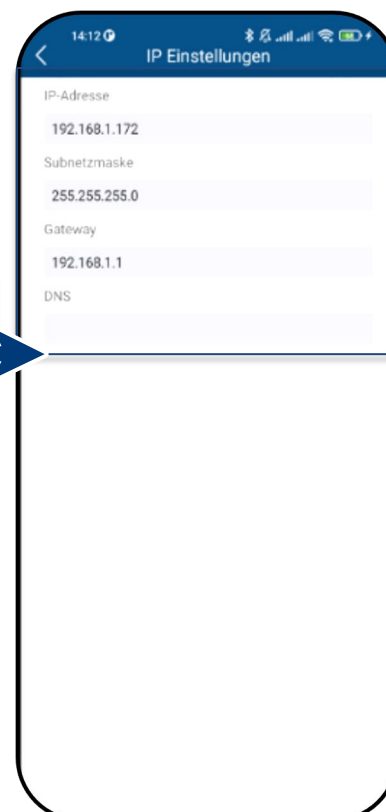 14:12
IP Einstellungen
IP-Adresse
192.168.1.172
Subnetzmaske
255.255.255.0
Gateway
192.168.1.1
DNS